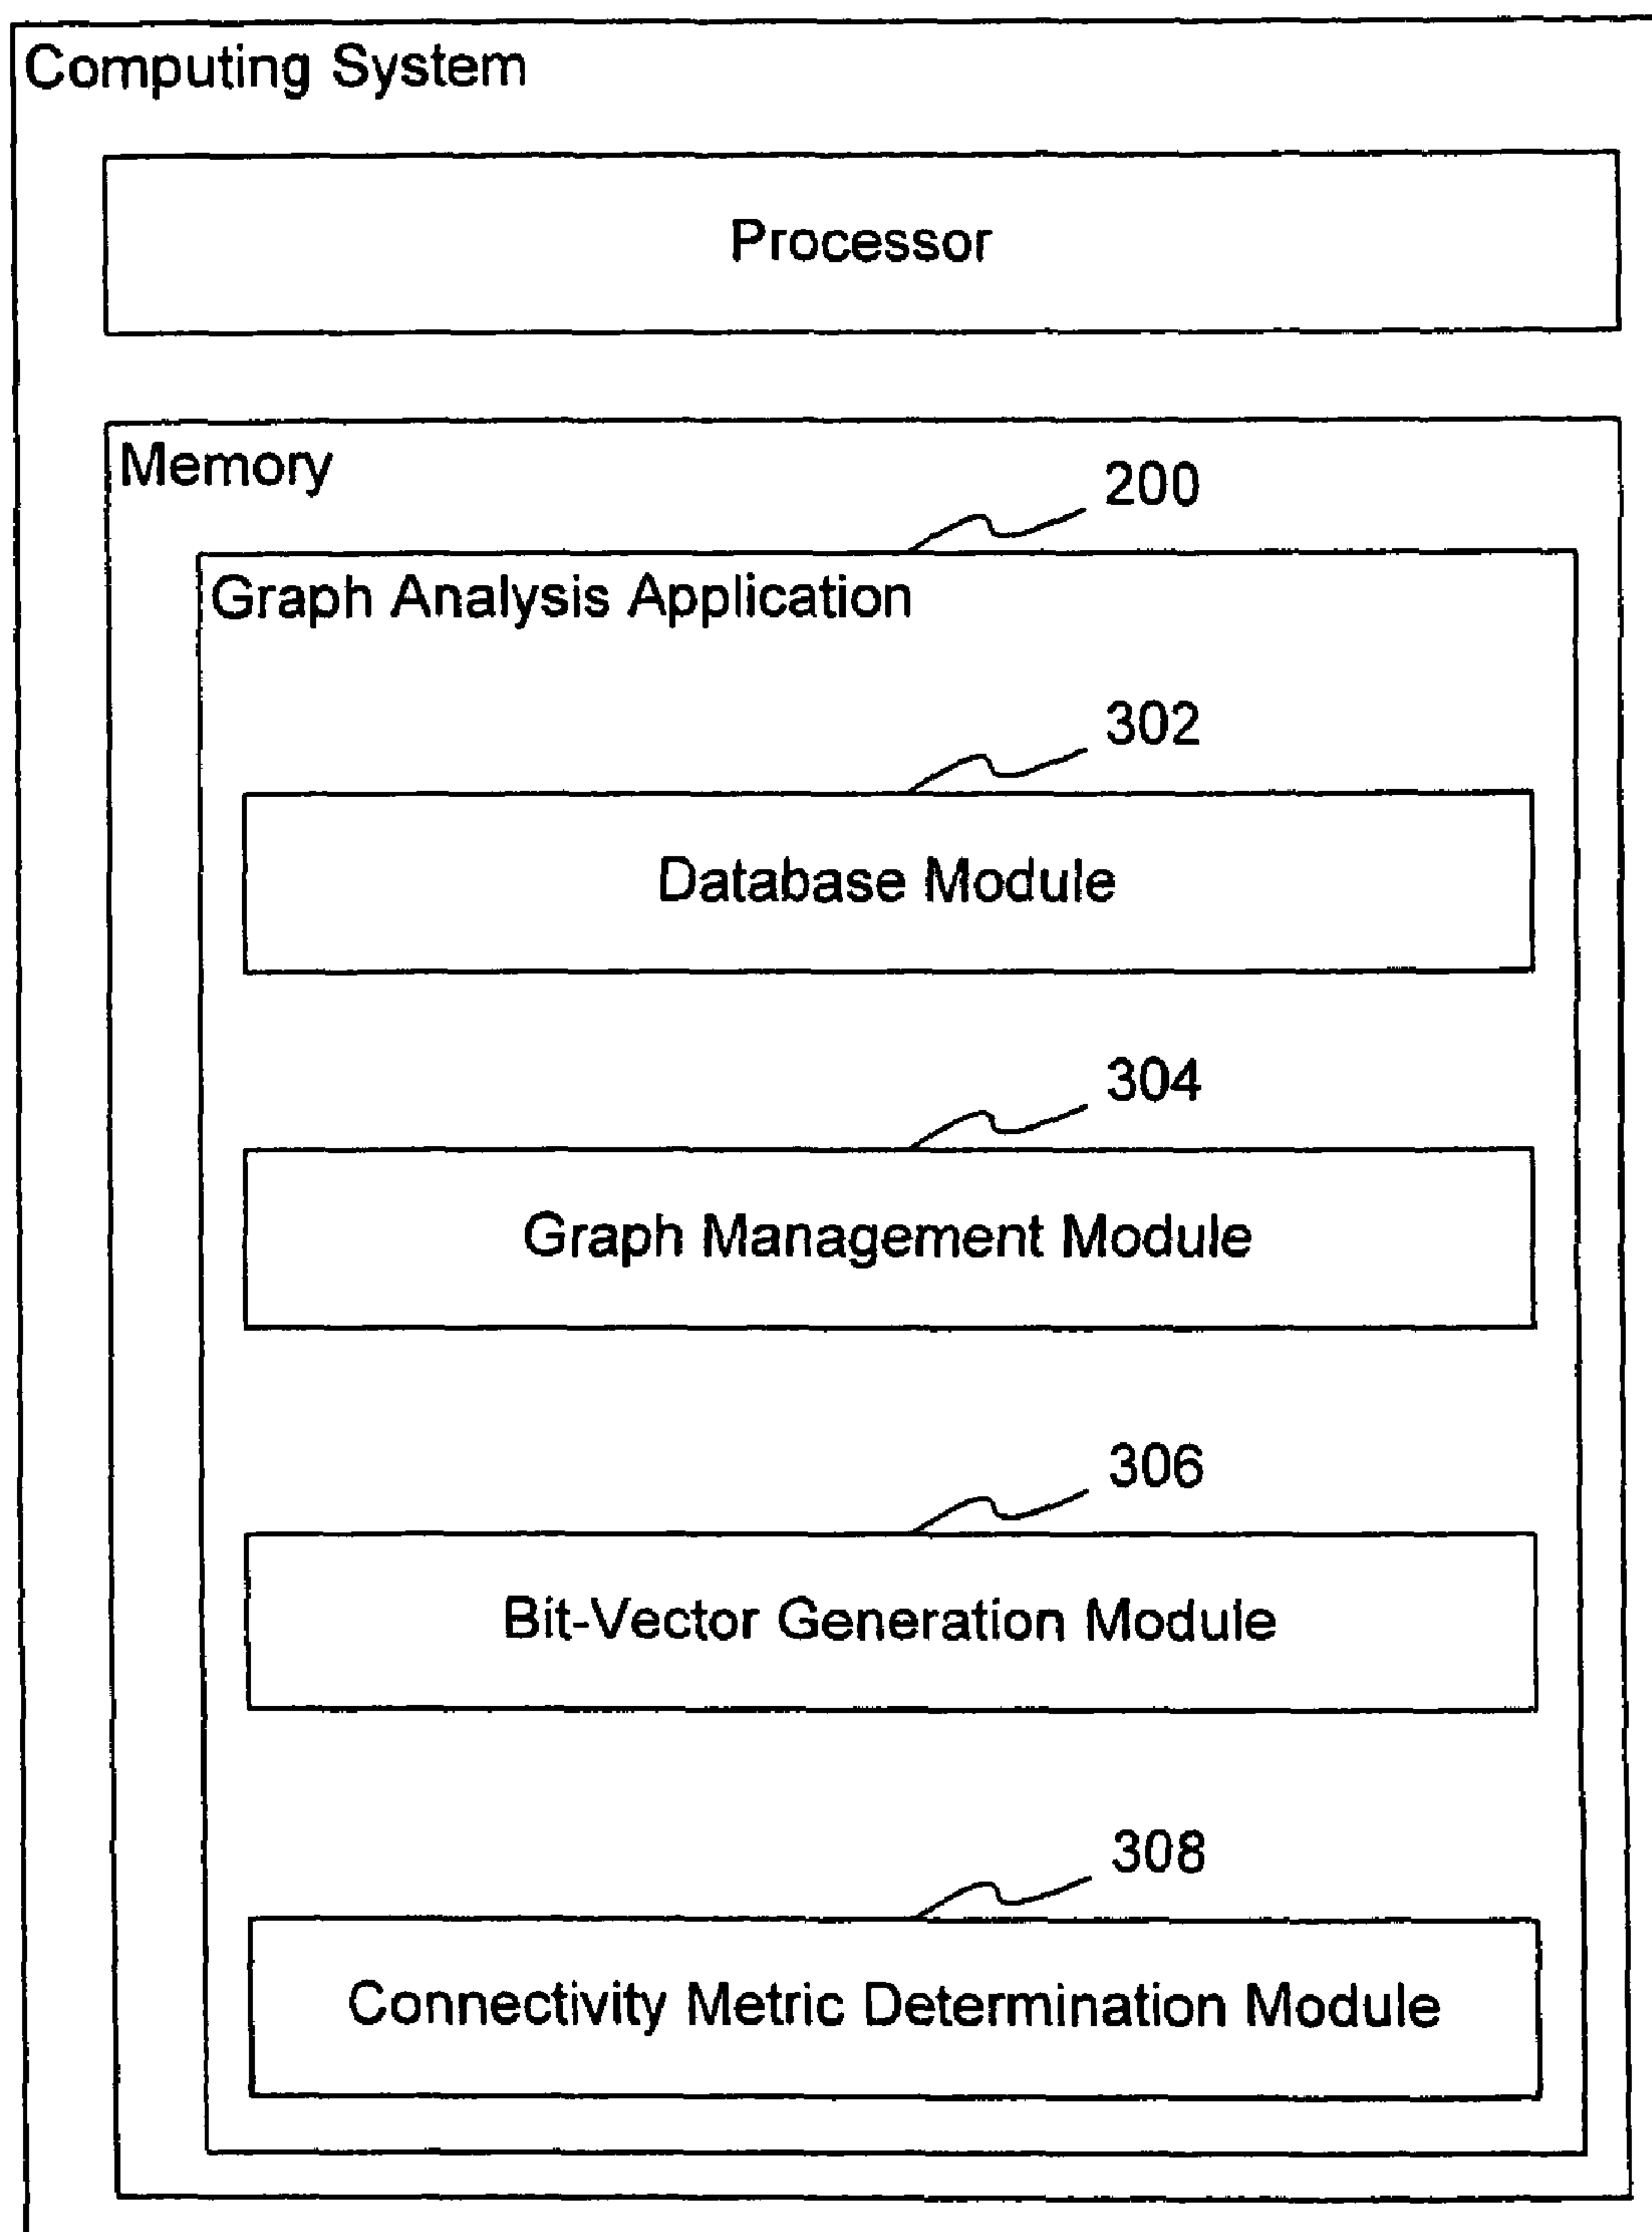 Computing System
Processor
Memory
200
Graph Analysis Application
302
Database Module
304
Graph Management Module
306
Bit-Vector Generation Module
308
Connectivity Metric Determination Module